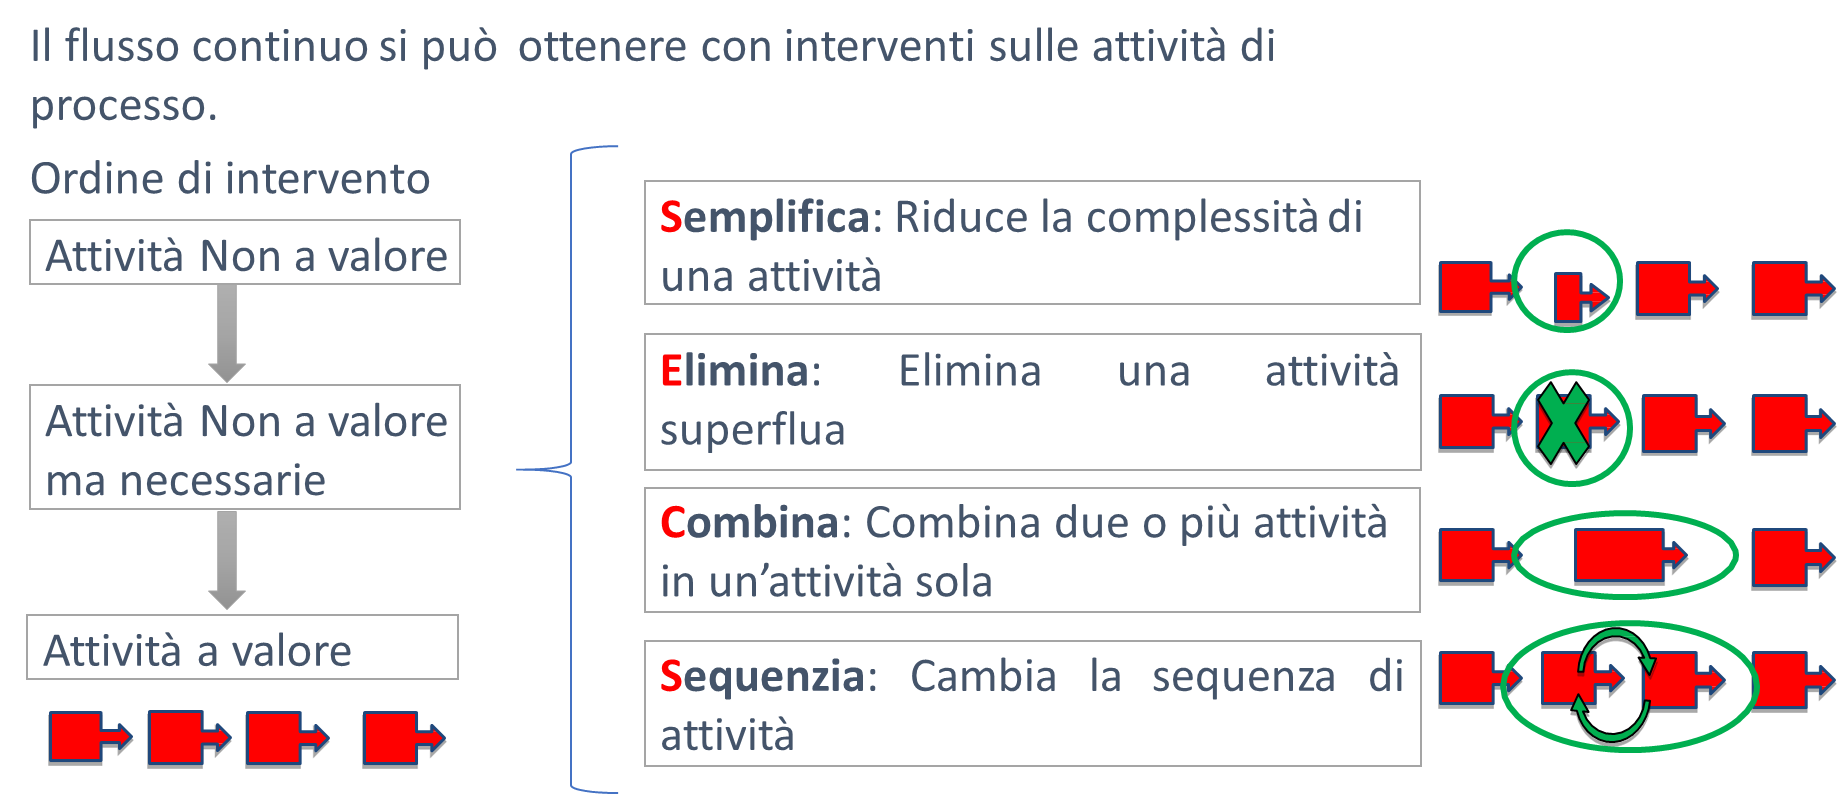 Il flusso continuo si può ottenere con interventi sulle attività di
processo.
Ordine di intervento
Attività Non a valore
Attività Non a valore
ma necessarie
Attività a valore
Semplifica: Riduce la complessità di
una attività
Elimina: Elimina una attività
superflua
Combina: Combina due o più attività
in un’attività sola
Sequenzia: Cambia la sequenza di
attività